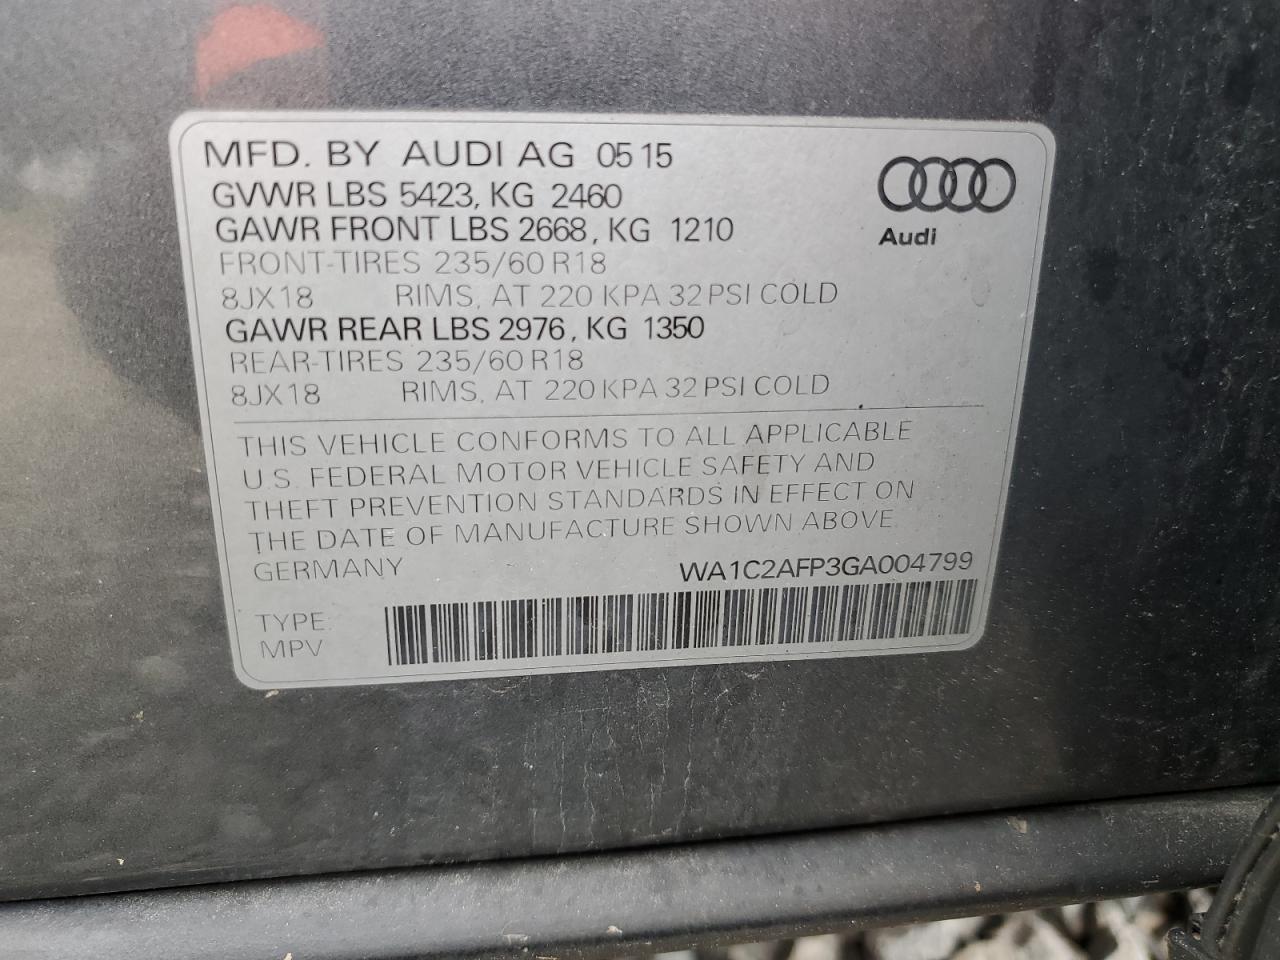 MFD. BY AUDI AG 05 15
GVWR LBS 5423, KG 2460
GAWR FRONT LBS 2668, KG 1210
FRONT-TIRES 235/60 R18
8JX18 RIMS, AT 220 KPA 32 PSI COLD
GAWR REAR LBS 2976, KG 1350
REAR-TIRES 235/60 R18
8JX18 RIMS, AT 220 KPA 32 PSI COLD
Audi
THIS VEHICLE CONFORMS TO ALL APPLICABLE
U.S. FEDERAL MOTOR VEHICLE SAFETY AND
THEFT PREVENTION STANDARDS IN EFFECT ON
THE DATE OF MANUFACTURE SHOWN ABOVE
GERMANY WA1C2AFP3GA004799
TYPE:
MPV